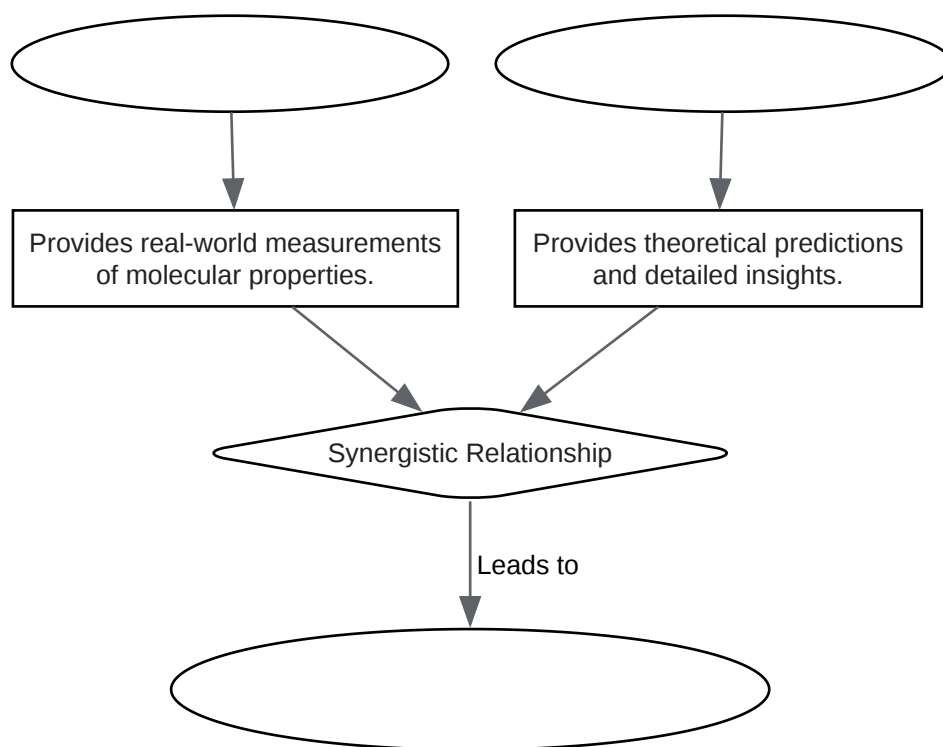 Provides real-world measurements
of molecular properties.
Provides theoretical predictions
and detailed insights.
Synergistic Relationship
Leads to